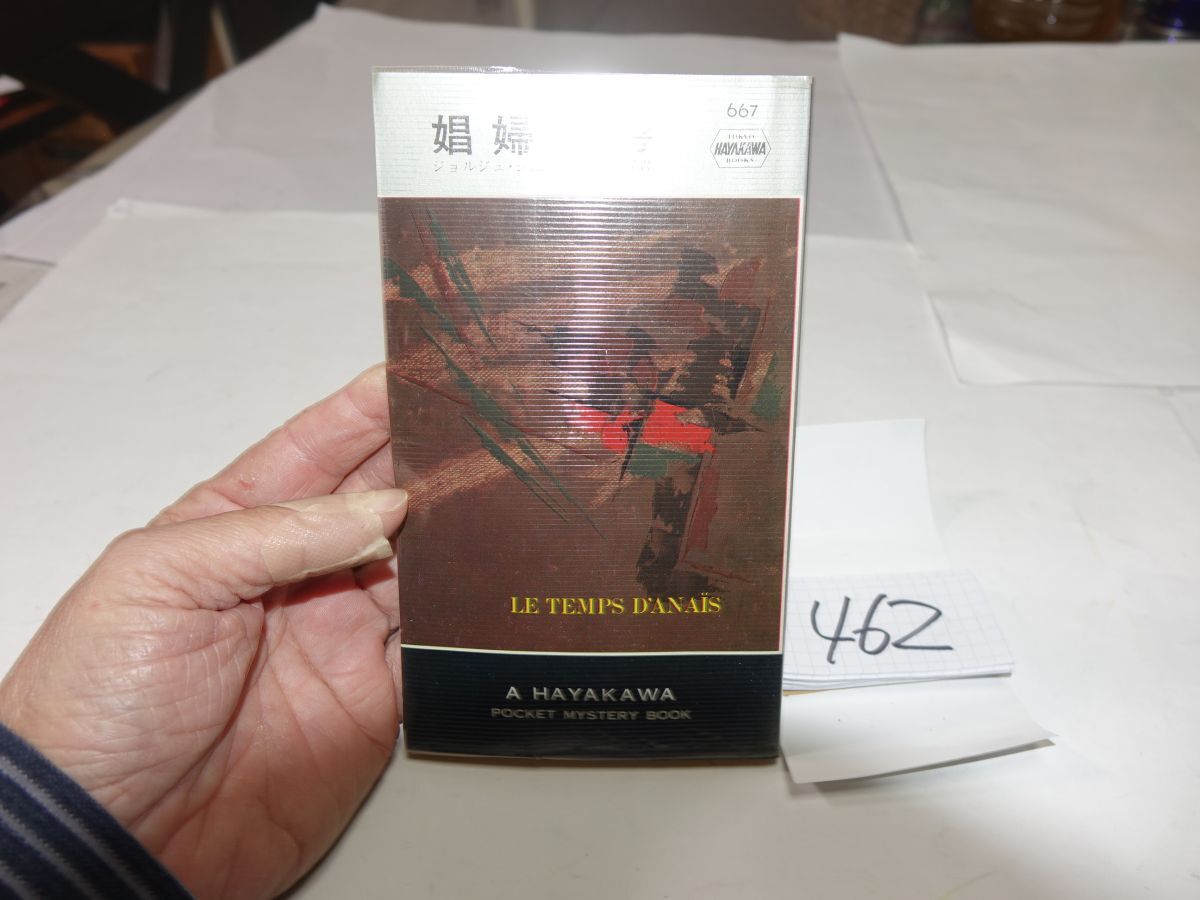 667
娼婦
ジョルジュ・
TOKYO
HAYAKAWA
BOOKS
LE TEMPS D'ANAÏS
A HAYAKAWA
POCKET MYSTERY BOOK
462